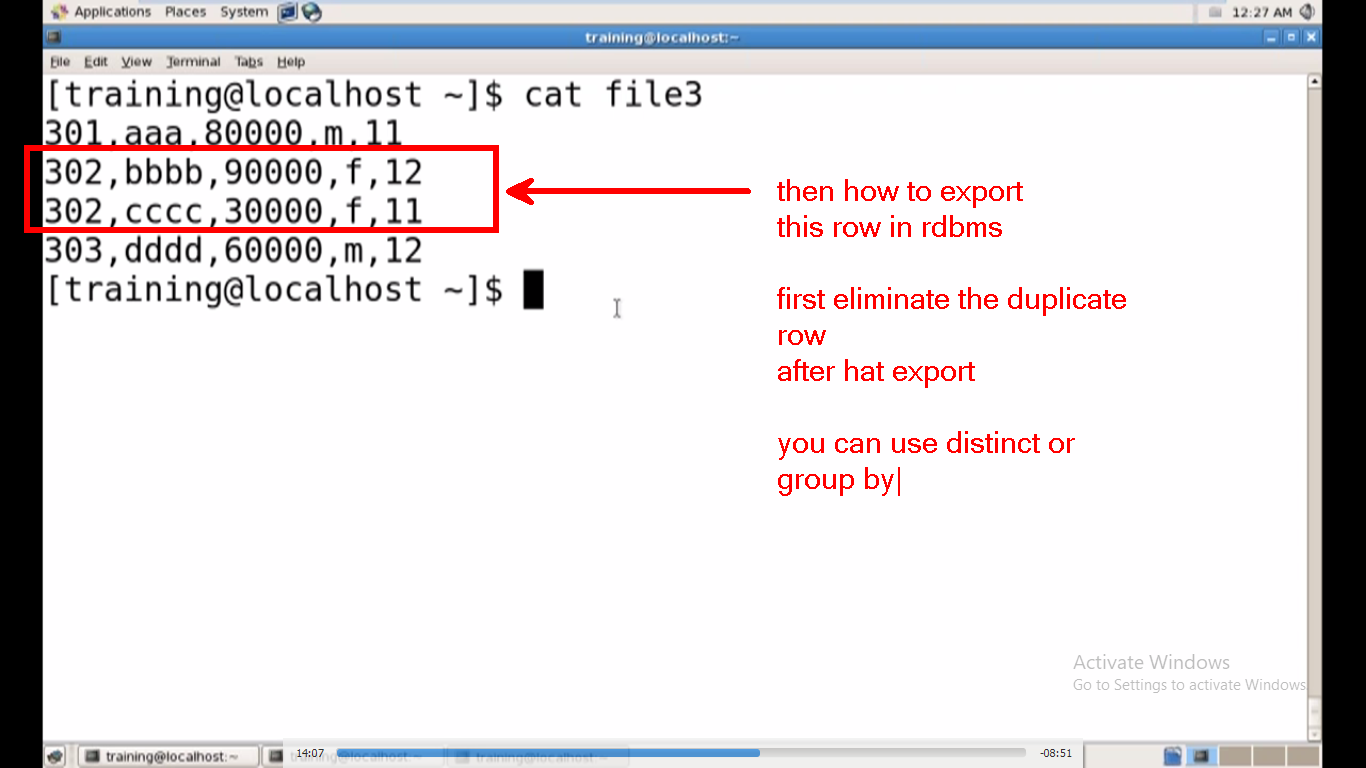 Applications Places System 12:27 AM
training@localhost:~
File Edit View Terminal Tabs Help
[training@localhost ~]$ cat file3
301,aaa,80000,m,11
302,bbbb,90000,f,12
302,cccc,30000,f,11
303,dddd,60000,m,12
[training@localhost ~]$
then how to export
this row in rdbms
first eliminate the duplicate
row
after hat export
you can use distinct or
group by
Activate Windows
Go to Settings to activate Windows
training@localhost:~ training@localhost:~ training@localhost:~
14:07 -08:51